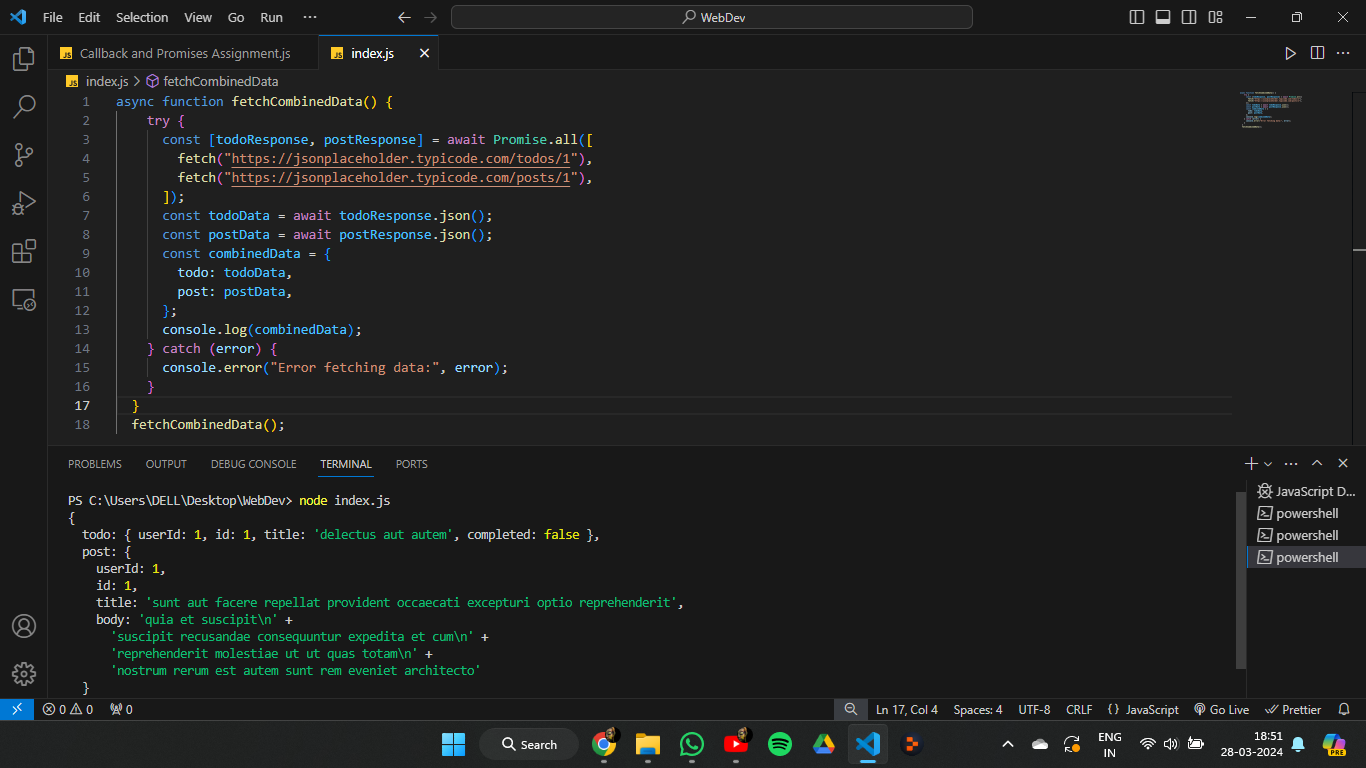 File Edit Selection View Go Run ··· WebDev
Callback and Promises Assignment.js index.js
index.js > fetchCombinedData
1 async function fetchCombinedData() {
2 try {
3 const [todoResponse, postResponse] = await Promise.all([
4 fetch("https://jsonplaceholder.typicode.com/todos/1"),
5 fetch("https://jsonplaceholder.typicode.com/posts/1"),
6 ]);
7 const todoData = await todoResponse.json();
8 const postData = await postResponse.json();
9 const combinedData = {
10 todo: todoData,
11 post: postData,
12 };
13 console.log(combinedData);
14 } catch (error) {
15 console.error("Error fetching data:", error);
16 }
17 }
18 fetchCombinedData();
PROBLEMS OUTPUT DEBUG CONSOLE TERMINAL PORTS
PS C:\Users\DELL\Desktop\WebDev> node index.js
{
todo: { userId: 1, id: 1, title: 'delectus aut autem', completed: false },
post: {
userId: 1,
id: 1,
title: 'sunt aut facere repellat provident occaecati excepturi optio reprehenderit',
body: 'quia et suscipit\n' +
'suscipit recusandae consequuntur expedita et cum\n' +
'reprehenderit molestiae ut ut quas totam\n' +
'nostrum rerum est autem sunt rem eveniet architecto'
}
JavaScript D...
powershell
powershell
powershell
0 0 0 Ln 17, Col 4 Spaces: 4 UTF-8 CRLF {} JavaScript Go Live Prettier
Search
ENG
IN
18:51
28-03-2024
PRE